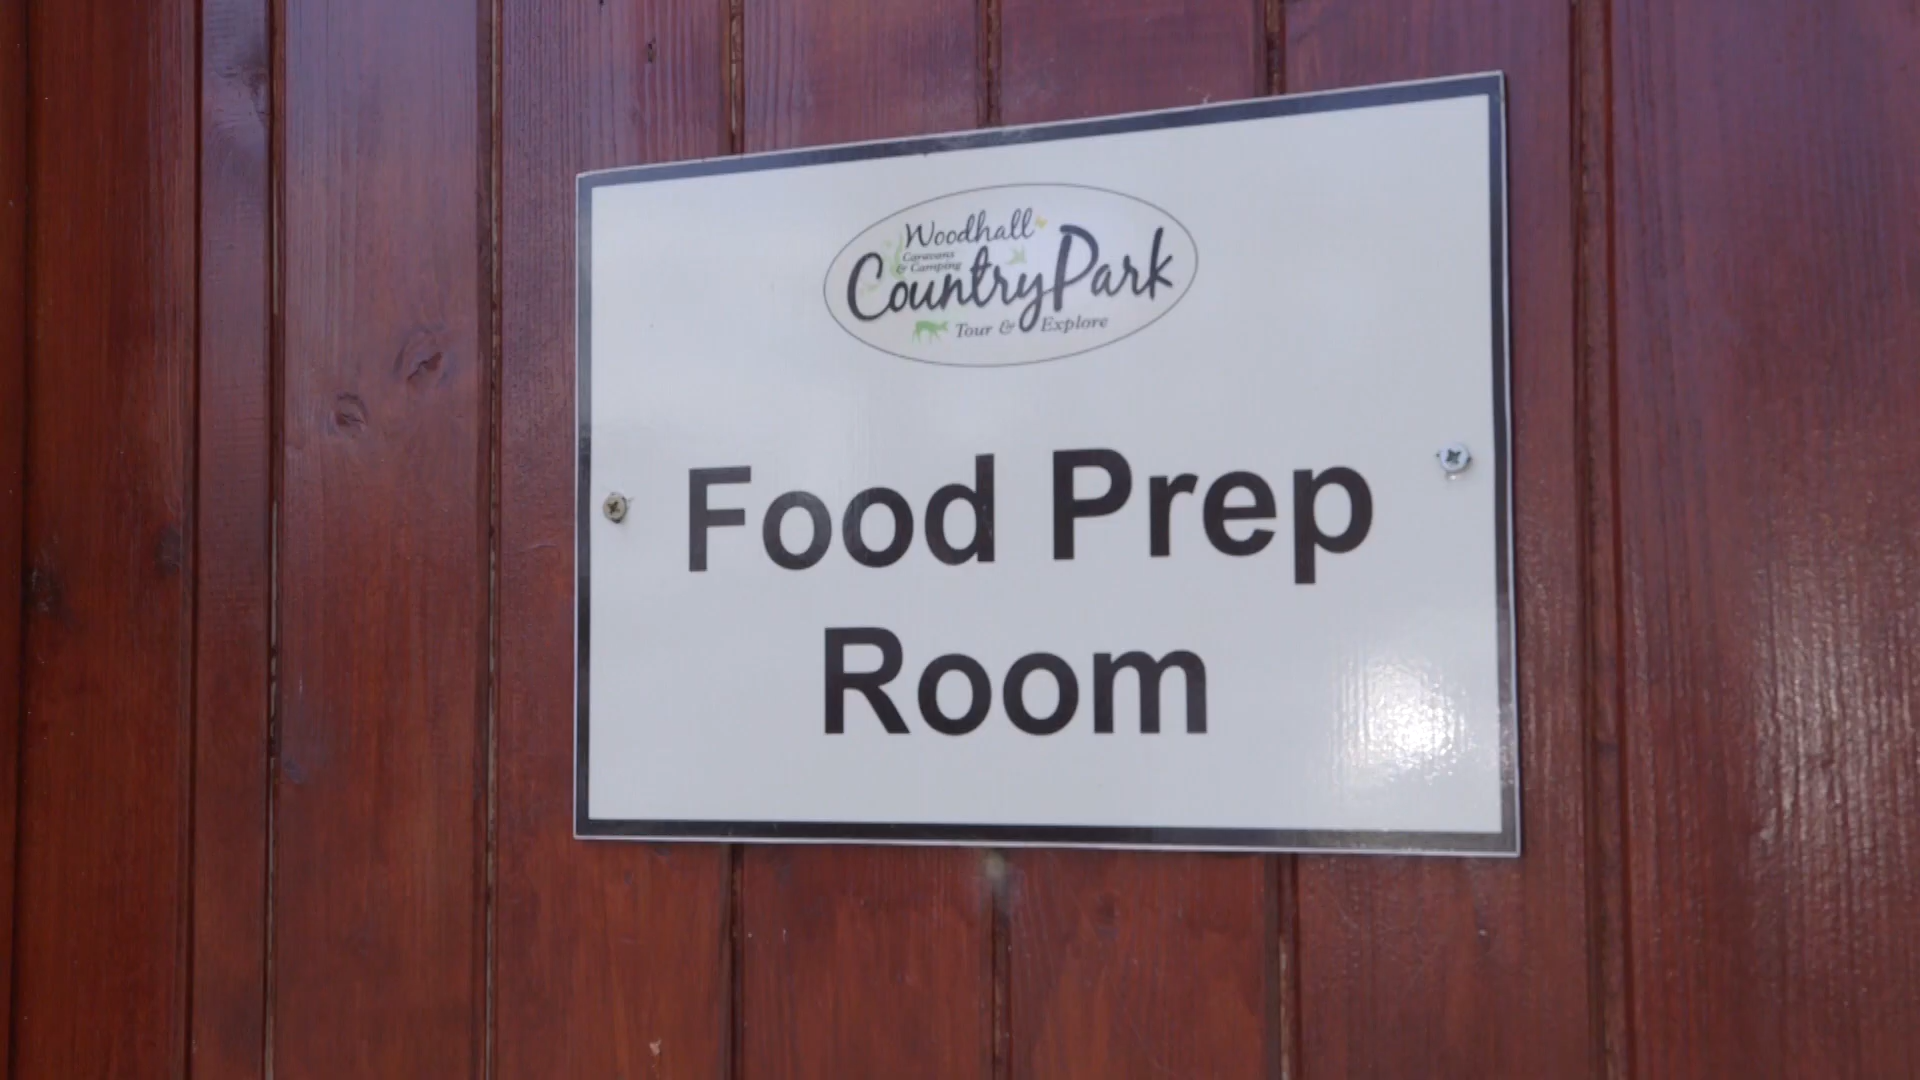 Woodhall
Caravans
& Camping
Country Park
Tour & Explore
Food Prep
Room